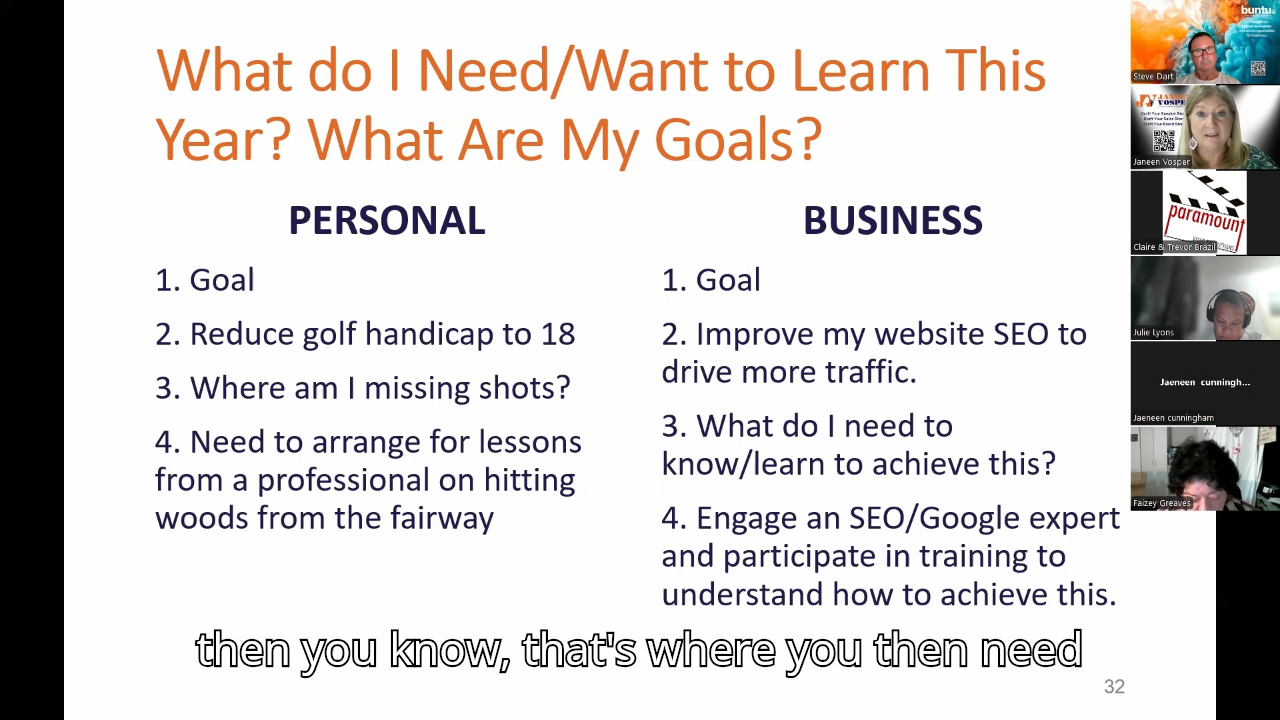 What do I Need/Want to Learn This
Year? What Are My Goals?
PERSONAL
1. Goal
2. Reduce golf handicap to 18
3. Where am I missing shots?
4. Need to arrange for lessons
from a professional on hitting
woods from the fairway
BUSINESS
1. Goal
2. Improve my website SEO to
drive more traffic.
3. What do I need to
know/learn to achieve this?
4. Engage an SEO/Google expert
and participate in training to
understand how to achieve this.
then you know, that's where you then need
32
buntu.
Steve Dart
VOSPE
Janeen Vosper
paramount
Claire & Trevor Brazil
Julie Lyons
Jaeneen cunningh...
Jaeneen cunningham
Faizey Greaves